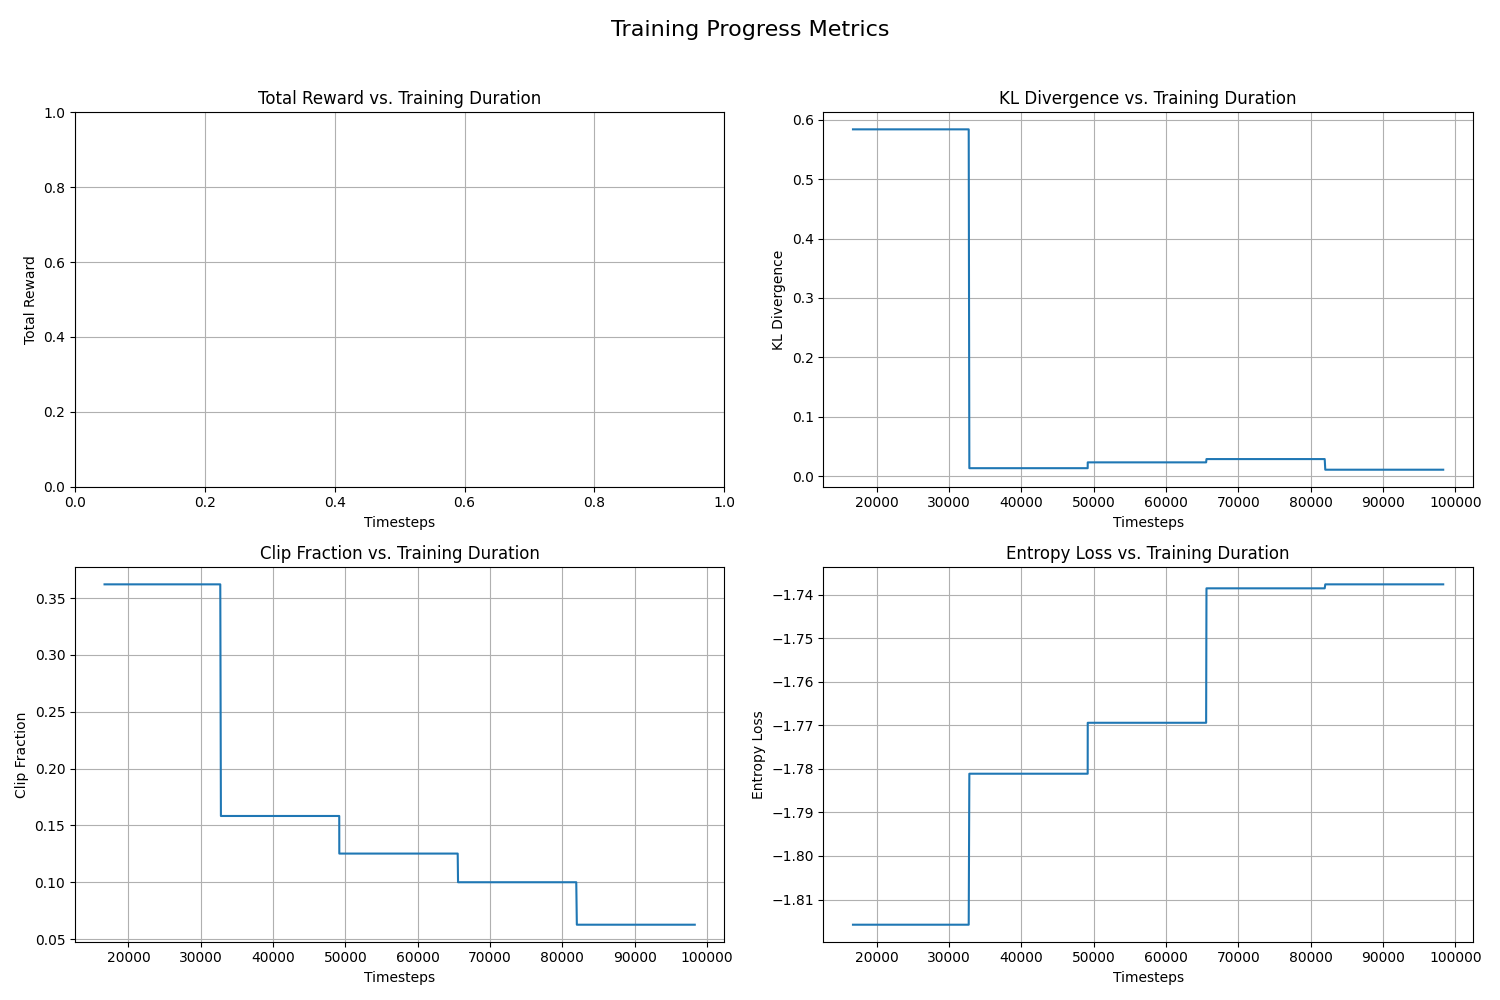 Training Progress Metrics
Total Reward vs. Training Duration
1.0
0.8
0.6
0.4
0.2
0.0
Total Reward
0.0 0.2 0.4 0.6 0.8 1.0
Timesteps
KL Divergence vs. Training Duration
0.6
0.5
0.4
0.3
0.2
0.1
0.0
KL Divergence
20000 30000 40000 50000 60000 70000 80000 90000 100000
Timesteps
Clip Fraction vs. Training Duration
0.35
0.30
0.25
0.20
0.15
0.10
0.05
Clip Fraction
20000 30000 40000 50000 60000 70000 80000 90000 100000
Timesteps
Entropy Loss vs. Training Duration
−1.74
−1.75
−1.76
−1.77
−1.78
−1.79
−1.80
−1.81
Entropy Loss
20000 30000 40000 50000 60000 70000 80000 90000 100000
Timesteps